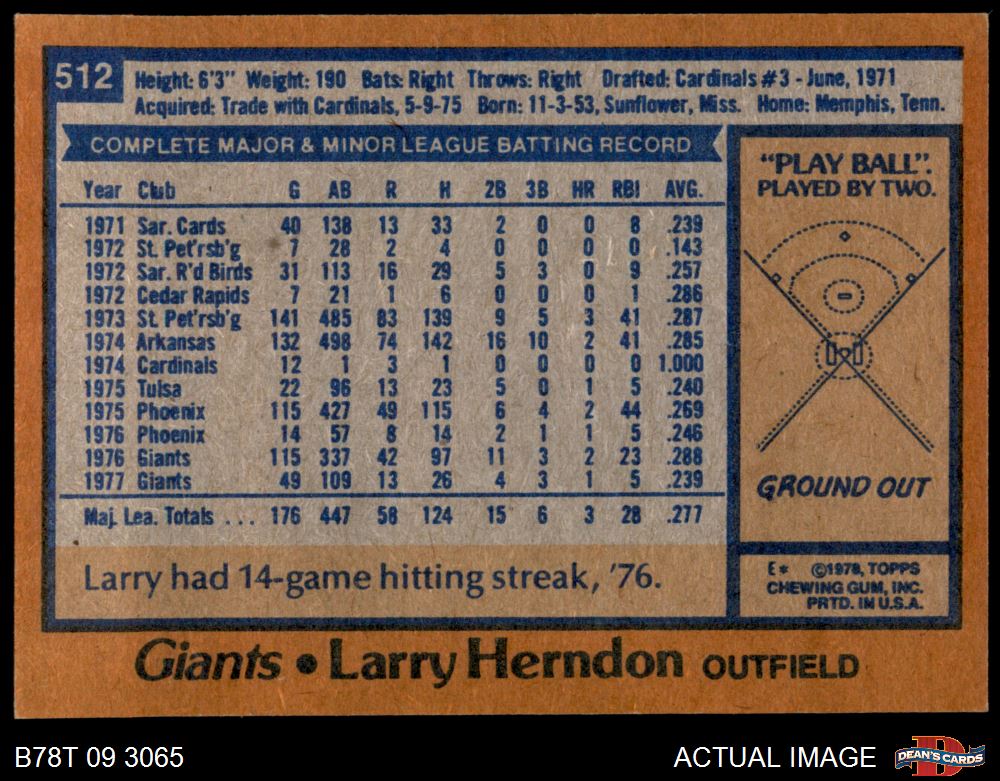 512
Height: 6'3" Weight: 190 Bats: Right Throws: Right Drafted: Cardinals #3 - June, 1971
Acquired: Trade with Cardinals, 5-9-75 Born: 11-3-53, Sunflower, Miss. Home: Memphis, Tenn.
COMPLETE MAJOR & MINOR LEAGUE BATTING RECORD
Year Club G AB R H 2B 3B HR RBI AVG.
1971 Sar. Cards 40 138 13 33 2 0 0 8 .239
1972 St. Pet'rsb'g 7 28 2 4 0 0 0 0 .143
1972 Sar. R'd Birds 31 113 16 29 5 3 0 9 .257
1972 Cedar Rapids 7 21 1 6 0 0 0 1 .286
1973 St. Pet'rsb'g 141 485 83 139 9 5 3 41 .287
1974 Arkansas 132 498 74 142 16 10 2 41 .285
1974 Cardinals 12 1 3 1 0 0 0 0 1.000
1975 Tulsa 22 96 13 23 5 0 1 5 .240
1975 Phoenix 115 427 49 115 6 4 2 44 .269
1976 Phoenix 14 57 8 14 2 1 1 5 .246
1976 Giants 115 337 42 97 11 3 2 23 .288
1977 Giants 49 109 13 26 4 3 1 5 .239
Maj. Lea. Totals . . . 176 447 58 124 15 6 3 28 .277
Larry had 14-game hitting streak, '76.
"PLAY BALL".
PLAYED BY TWO.
GROUND OUT
E* ©1978, TOPPS
CHEWING GUM, INC.
PRTD. IN U.S.A.
Giants • Larry Herndon OUTFIELD
B78T 09 3065
ACTUAL IMAGE
D
DEAN'S CARDS